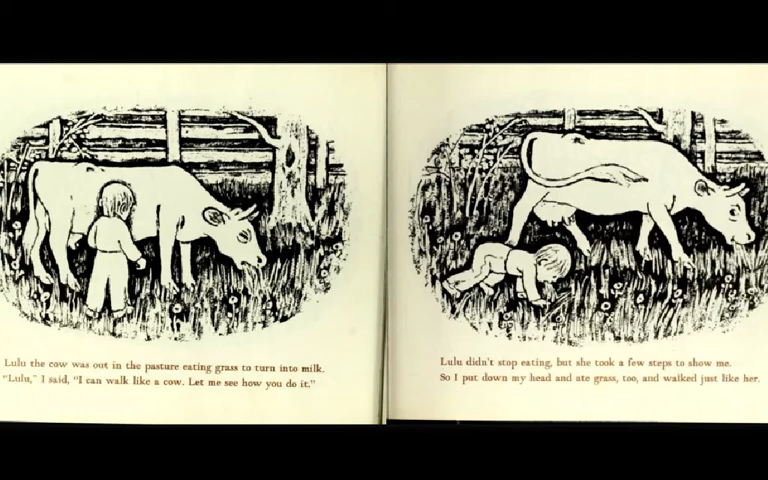 Lulu the cow was out in the pasture eating grass to turn into milk.
"Lulu," I said, "I can walk like a cow. Let me see how you do it."
Lulu didn't stop eating, but she took a few steps to show me.
So I put down my head and ate grass, too, and walked just like her.